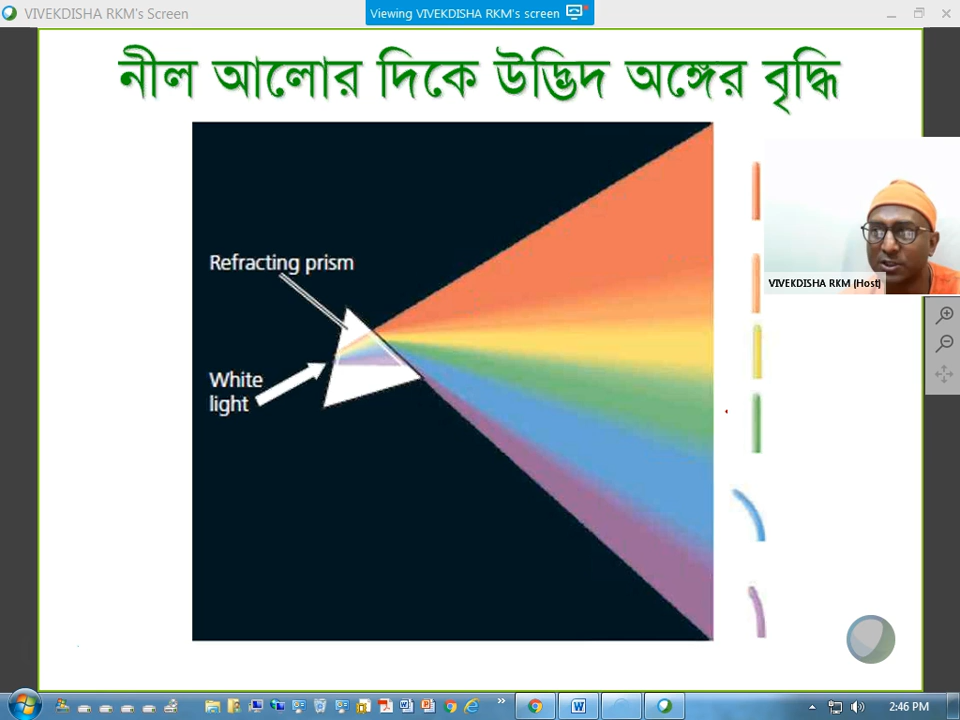 VIVEKDISHA RKM's Screen
Viewing VIVEKDISHA RKM's screen
নীল আলোর দিকে উদ্ভিদ অঙ্গের বৃদ্ধি
Refracting prism
White
light
VIVEKDISHA RKM (Host)
2:46 PM